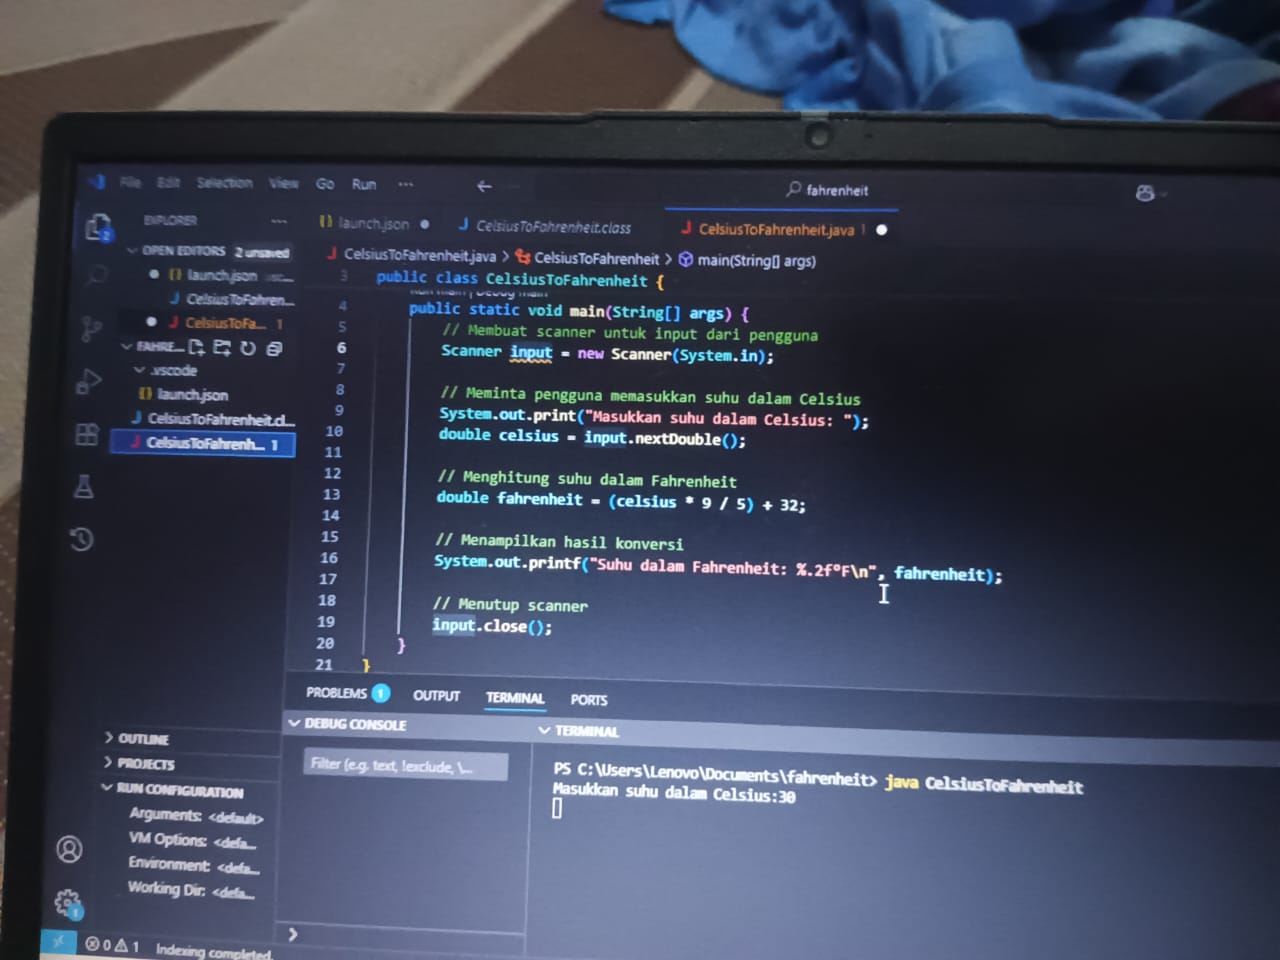 File Edit Selection View Go Run ... fahrenheit
EXPLORER ...
OPEN EDITORS 2 unsaved
launch.json .vsc...
CelsiusToFahren...
CelsiusToFa... 1
FAHRE...
.vscode
launch.json
CelsiusToFahrenheit.cl...
CelsiusToFahrenh... 1
OUTLINE
PROJECTS
RUN CONFIGURATION
Arguments: <default>
VM Options: <defa...
Environment: <defa...
Working Dir: <defa...
launch.json CelsiusToFahrenheit.class CelsiusToFahrenheit.java 1
CelsiusToFahrenheit.java > CelsiusToFahrenheit > main(String[] args)
3 public class CelsiusToFahrenheit {
Run main | Debug main
4 public static void main(String[] args) {
5 // Membuat scanner untuk input dari pengguna
6 Scanner input = new Scanner(System.in);
7
8 // Meminta pengguna memasukkan suhu dalam Celsius
9 System.out.print("Masukkan suhu dalam Celsius: ");
10 double celsius = input.nextDouble();
11
12 // Menghitung suhu dalam Fahrenheit
13 double fahrenheit = (celsius * 9 / 5) + 32;
14
15 // Menampilkan hasil konversi
16 System.out.printf("Suhu dalam Fahrenheit: %.2f°F\n", fahrenheit);
17
18 // Menutup scanner
19 input.close();
20 }
21 }
PROBLEMS 1 OUTPUT TERMINAL PORTS
DEBUG CONSOLE
Filter (e.g. text, !exclude, \...
TERMINAL
PS C:\Users\Lenovo\Documents\fahrenheit> java CelsiusToFahrenheit
Masukkan suhu dalam Celsius:30
0 1 Indexing completed.